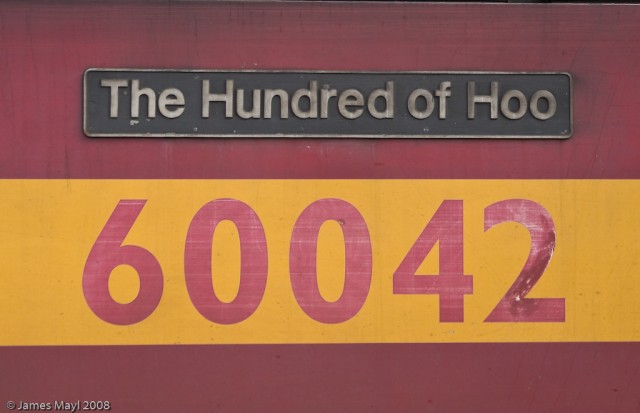 The Hundred of Hoo
60042
© James Mayl 2008